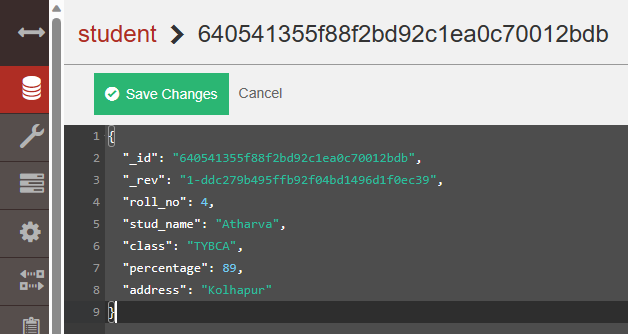 student > 640541355f88f2bd92c1ea0c70012bdb
Save Changes Cancel
1 {
2 "_id": "640541355f88f2bd92c1ea0c70012bdb",
3 "_rev": "1-ddc279b495ffb92f04bd1496d1f0ec39",
4 "roll_no": 4,
5 "stud_name": "Atharva",
6 "class": "TYBCA",
7 "percentage": 89,
8 "address": "Kolhapur"
9 }